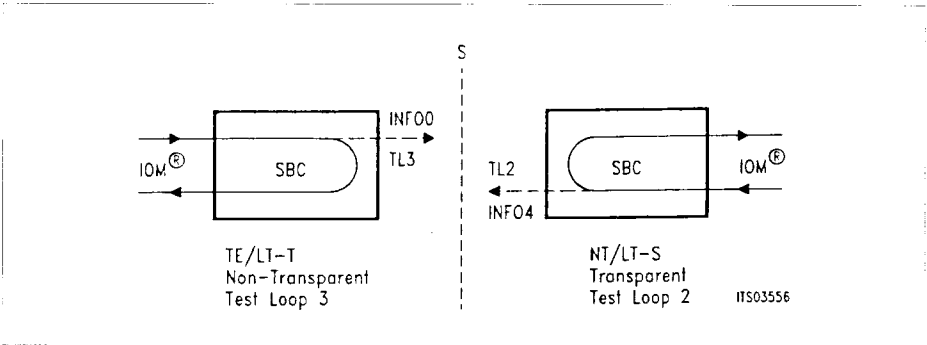 S
INFO0
TL3
IOM®
SBC
TE/LT-T
Non-Transparent
Test Loop 3
TL2
INFO4
SBC
IOM®
NT/LT-S
Transparent
Test Loop 2
ITS03556